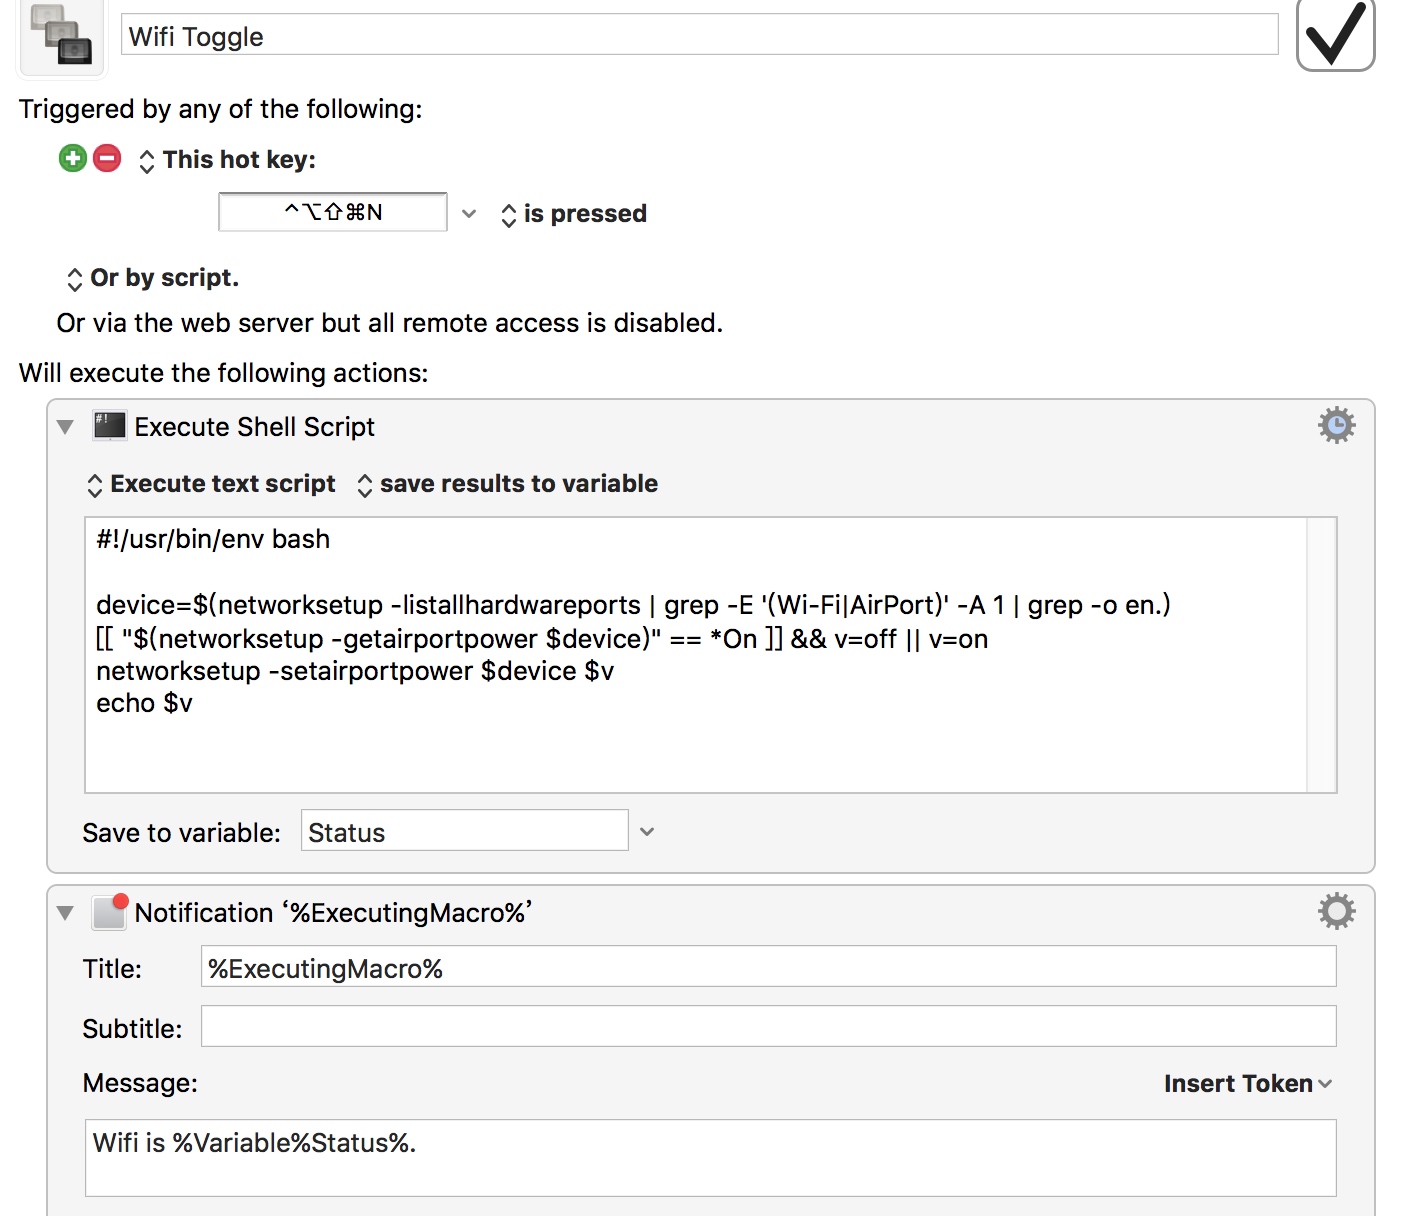 Wifi Toggle
Triggered by any of the following:
This hot key:
^⌥⇧⌘N
is pressed
Or by script.
Or via the web server but all remote access is disabled.
Will execute the following actions:
#!
Execute Shell Script
Execute text script save results to variable
#!/usr/bin/env bash
device=$(networksetup -listallhardwareports | grep -E '(Wi-Fi|AirPort)' -A 1 | grep -o en.)
[[ "$(networksetup -getairportpower $device)" == *On ]] && v=off || v=on
networksetup -setairportpower $device $v
echo $v
Save to variable: Status
Notification ‘%ExecutingMacro%’
Title: %ExecutingMacro%
Subtitle:
Message: Insert Token
Wifi is %Variable%Status%.